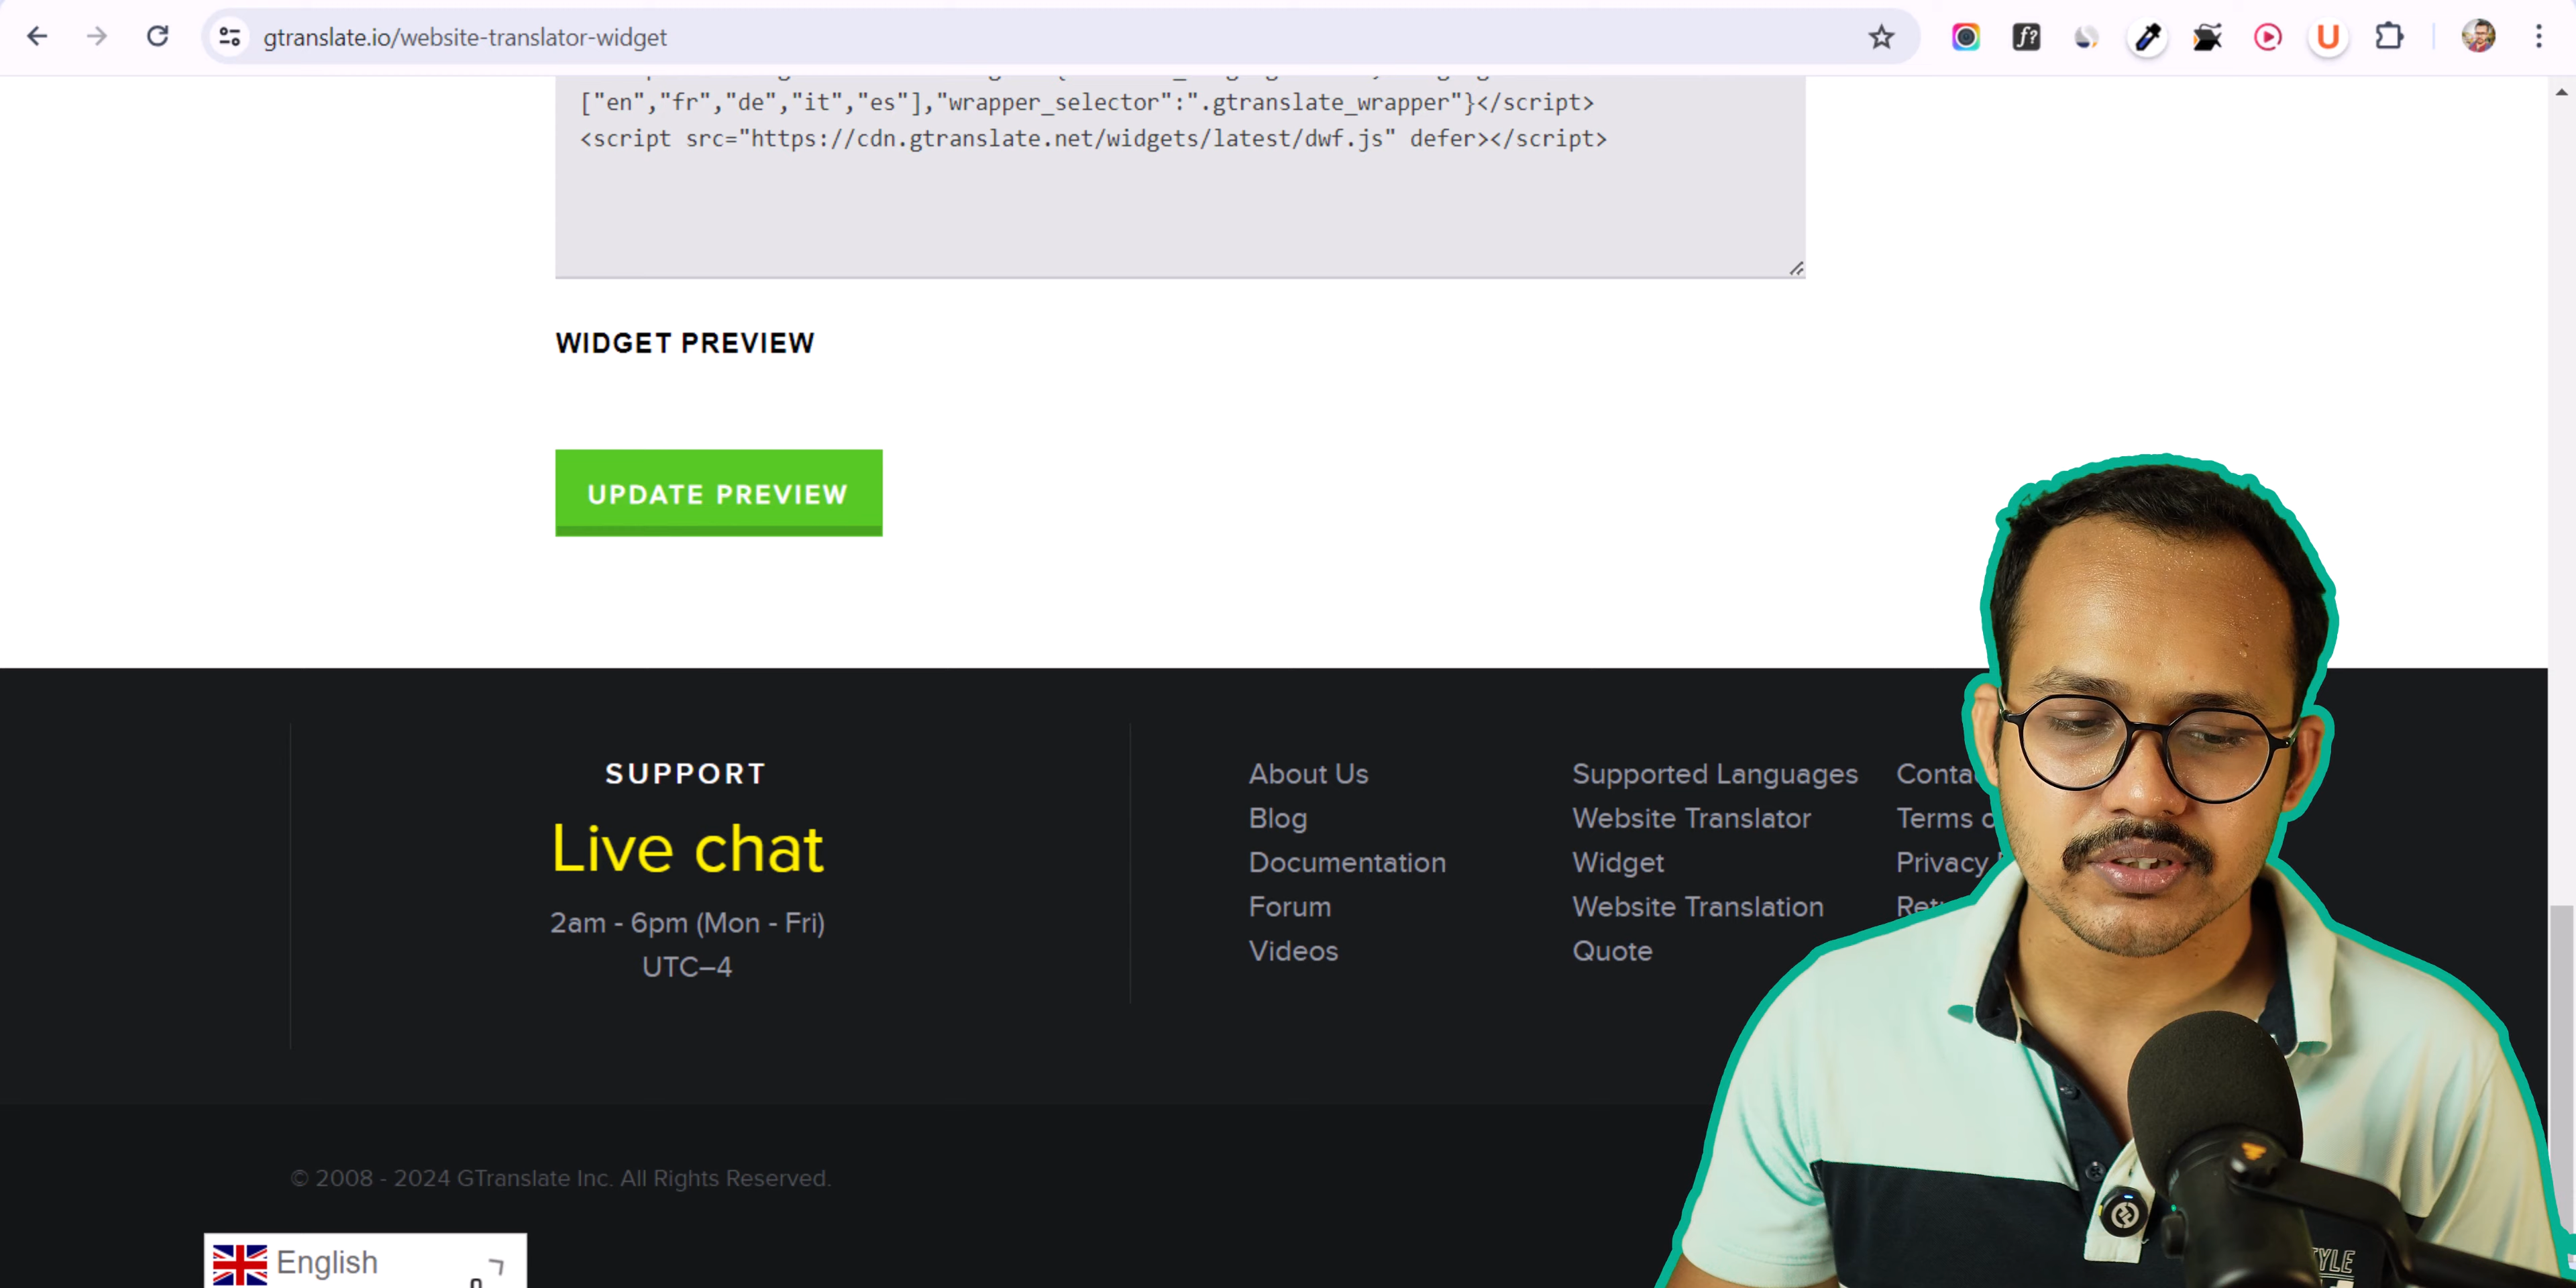 gtranslate.io/website-translator-widget
["en","fr","de","it","es"],"wrapper_selector":".gtranslate_wrapper"}</script>
<script src="https://cdn.gtranslate.net/widgets/latest/dwf.js" defer></script>
WIDGET PREVIEW
UPDATE PREVIEW
SUPPORT
Live chat
2am - 6pm (Mon - Fri)
UTC–4
About Us
Blog
Documentation
Forum
Videos
Supported Languages
Website Translator
Widget
Website Translation
Quote
Terms
Privacy
© 2008 - 2024 GTranslate Inc. All Rights Reserved.
English